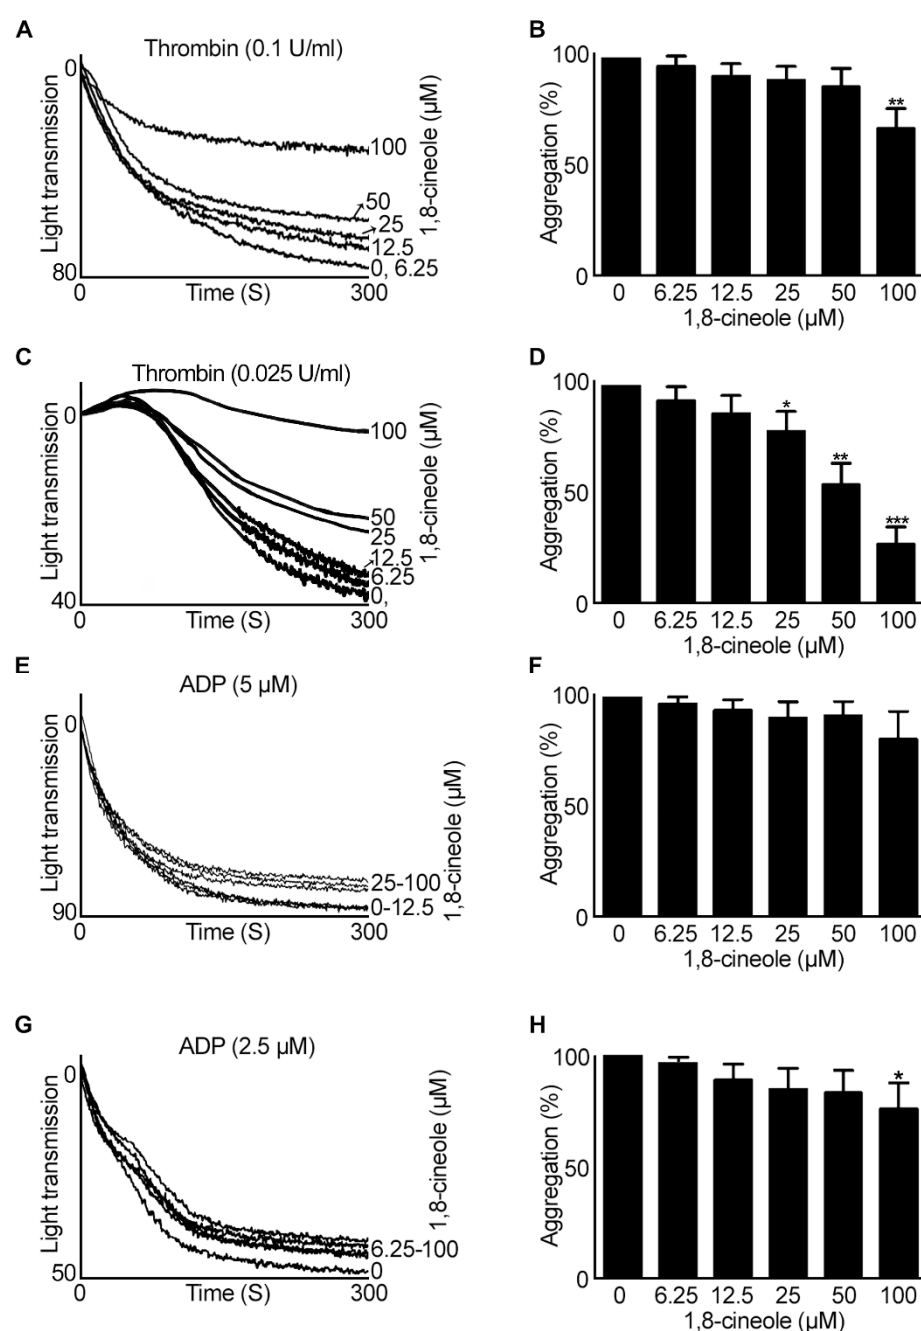 A
Thrombin (0.1 U/ml)
Light transmission
0
80
0
Time (S)
300
100
50
25
12.5
0, 6.25
1,8-cineole (µM)
B
Aggregation (%)
100
50
0
**
0 6.25 12.5 25 50 100
1,8-cineole (µM)
C
Thrombin (0.025 U/ml)
Light transmission
0
40
0
Time (S)
300
100
50
25
12.5
6.25
0,
1,8-cineole (µM)
D
Aggregation (%)
100
50
0
*
**
***
0 6.25 12.5 25 50 100
1,8-cineole (µM)
E
ADP (5 µM)
Light transmission
0
90
0
Time (S)
300
25-100
0-12.5
1,8-cineole (µM)
F
Aggregation (%)
100
50
0
0 6.25 12.5 25 50 100
1,8-cineole (µM)
G
ADP (2.5 µM)
Light transmission
0
50
0
Time (S)
300
6.25-100
0
1,8-cineole (µM)
H
Aggregation (%)
100
50
0
*
0 6.25 12.5 25 50 100
1,8-cineole (µM)